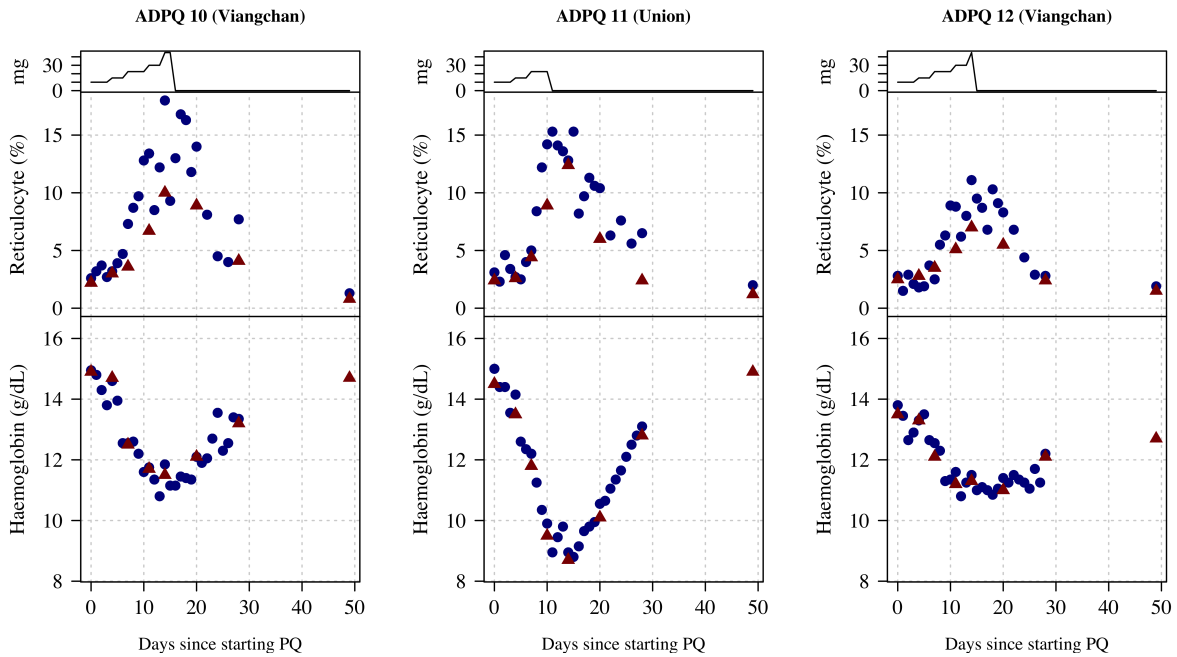 ADPQ 10 (Viangchan) ADPQ 11 (Union) ADPQ 12 (Viangchan)
mg 30 0 mg 30 0 mg 30 0
Reticulocyte (%) 15 10 5 0 Reticulocyte (%) 15 10 5 0 Reticulocyte (%) 15 10 5 0
Haemoglobin (g/dL) 16 14 12 10 8 Haemoglobin (g/dL) 16 14 12 10 8 Haemoglobin (g/dL) 16 14 12 10 8
0 10 20 30 40 50 0 10 20 30 40 50 0 10 20 30 40 50
Days since starting PQ Days since starting PQ Days since starting PQ